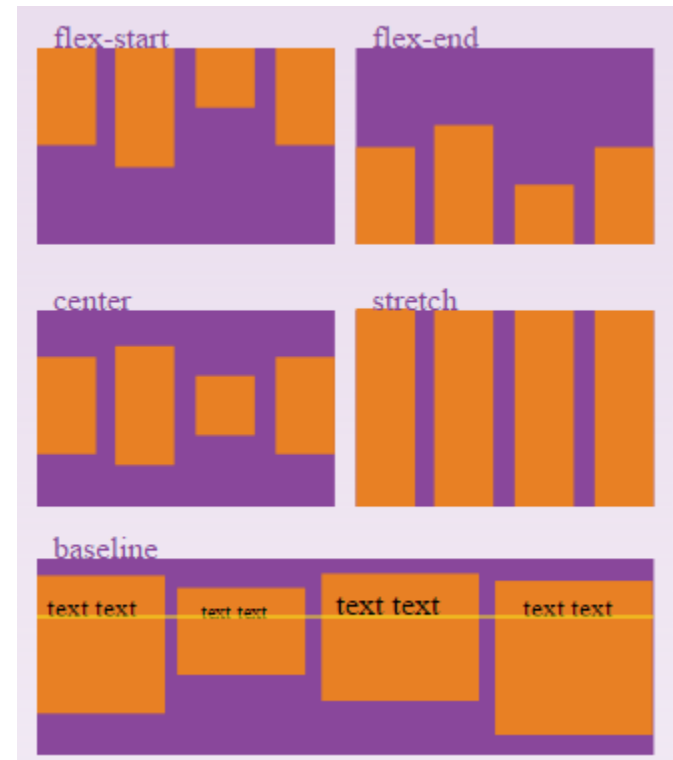 flex-start
flex-end
center
stretch
baseline
text text
text text
text text
text text